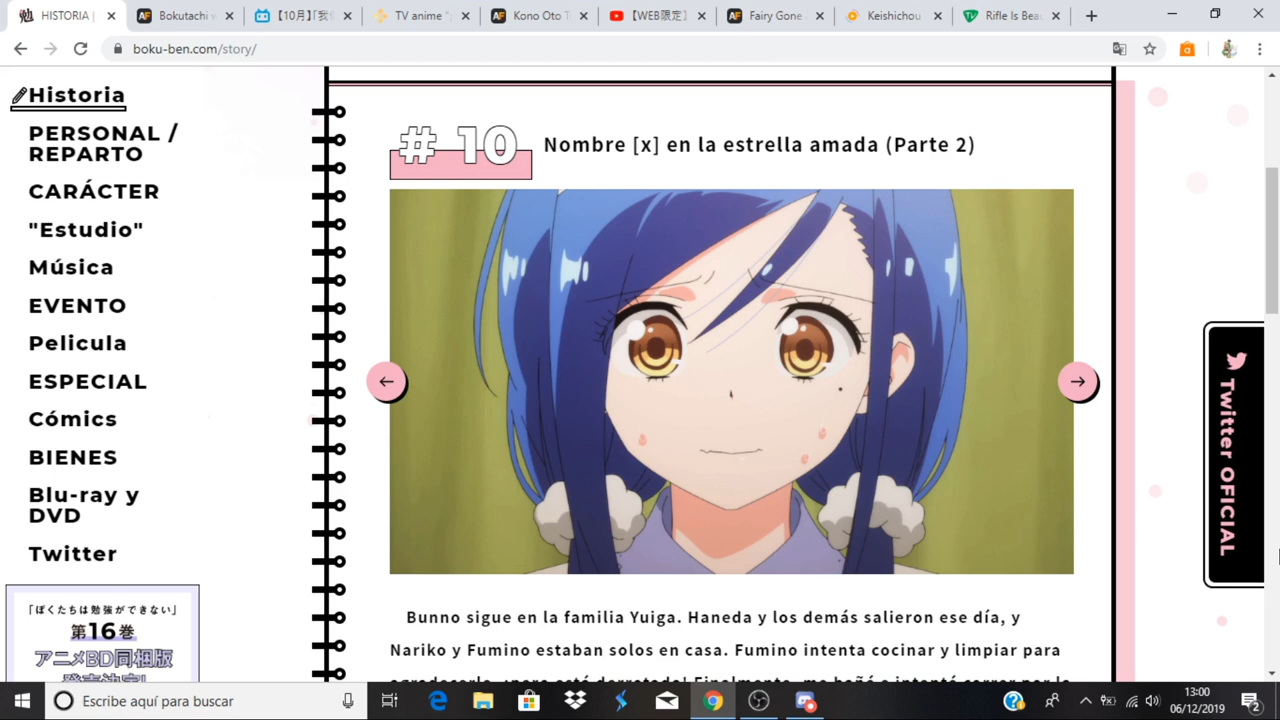 HISTORIA |
Bokutachi w
【10月】「我们
TV anime "
Kono Oto T
【WEB限定】
Fairy Gone
Keishichou
Rifle Is Bea
boku-ben.com/story/
Historia
PERSONAL /
REPARTO
CARÁCTER
"Estudio"
Música
EVENTO
Pelicula
ESPECIAL
Cómics
BIENES
Blu-ray y
DVD
Twitter
「ぼくたちは勉強ができない」
第16巻
アニメBD同梱版
# 10
Nombre [x] en la estrella amada (Parte 2)
Bunno sigue en la familia Yuiga. Haneda y los demás salieron ese día, y
Nariko y Fumino estaban solos en casa. Fumino intenta cocinar y limpiar para
Twitter OFICIAL
Escribe aquí para buscar
13:00
06/12/2019
2